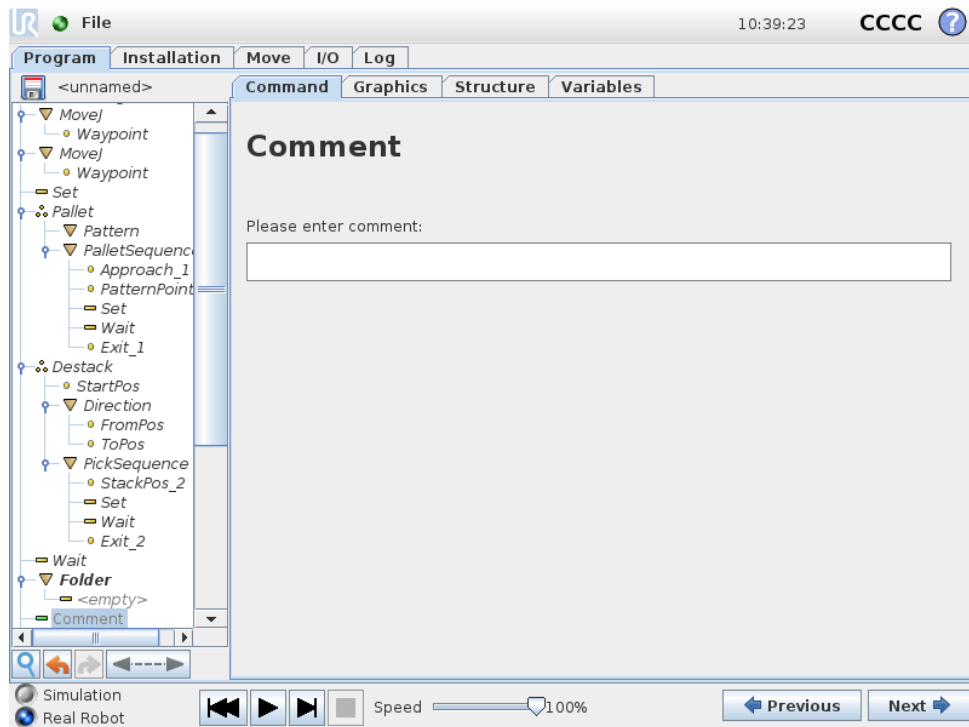 UR File 10:39:23 CCCC ?
Program Installation Move I/O Log
<unnamed> Command Graphics Structure Variables
MoveJ
Waypoint
MoveJ
Waypoint
Set
Pallet
Pattern
PalletSequenc
Approach_1
PatternPoint
Set
Wait
Exit_1
Destack
StartPos
Direction
FromPos
ToPos
PickSequence
StackPos_2
Set
Wait
Exit_2
Wait
Folder
<empty>
Comment
Comment
Please enter comment:
Simulation
Real Robot
Speed 100%
Previous Next